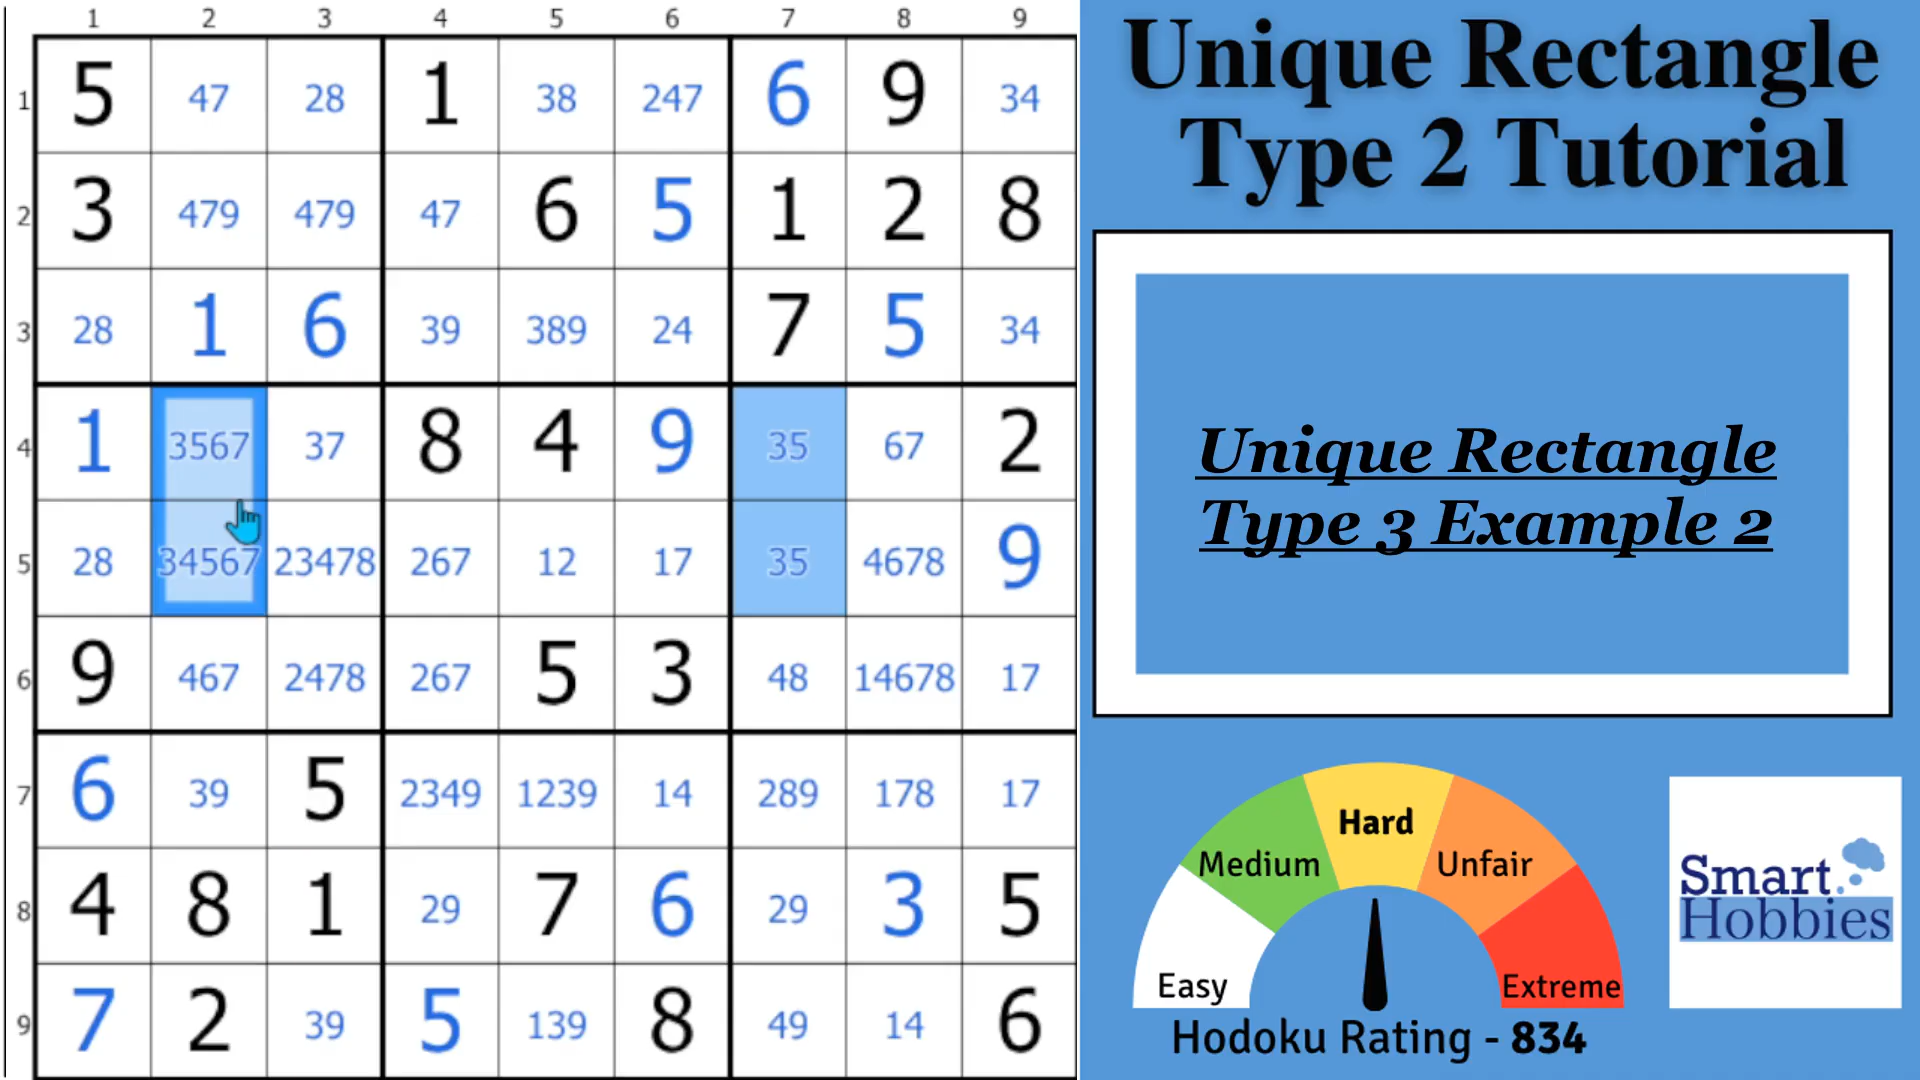 1 2 3 4 5 6 7 8 9
1 5 47 28 1 38 247 6 9 34
2 3 479 479 47 6 5 1 2 8
3 28 1 6 39 389 24 7 5 34
4 1 3567 37 8 4 9 35 67 2
5 28 34567 23478 267 12 17 35 4678 9
6 9 467 2478 267 5 3 48 14678 17
7 6 39 5 2349 1239 14 289 178 17
8 4 8 1 29 7 6 29 3 5
9 7 2 39 5 139 8 49 14 6
Unique Rectangle
Type 2 Tutorial
Unique Rectangle
Type 3 Example 2
Easy
Medium
Hard
Unfair
Extreme
Hodoku Rating - 834
Smart
Hobbies